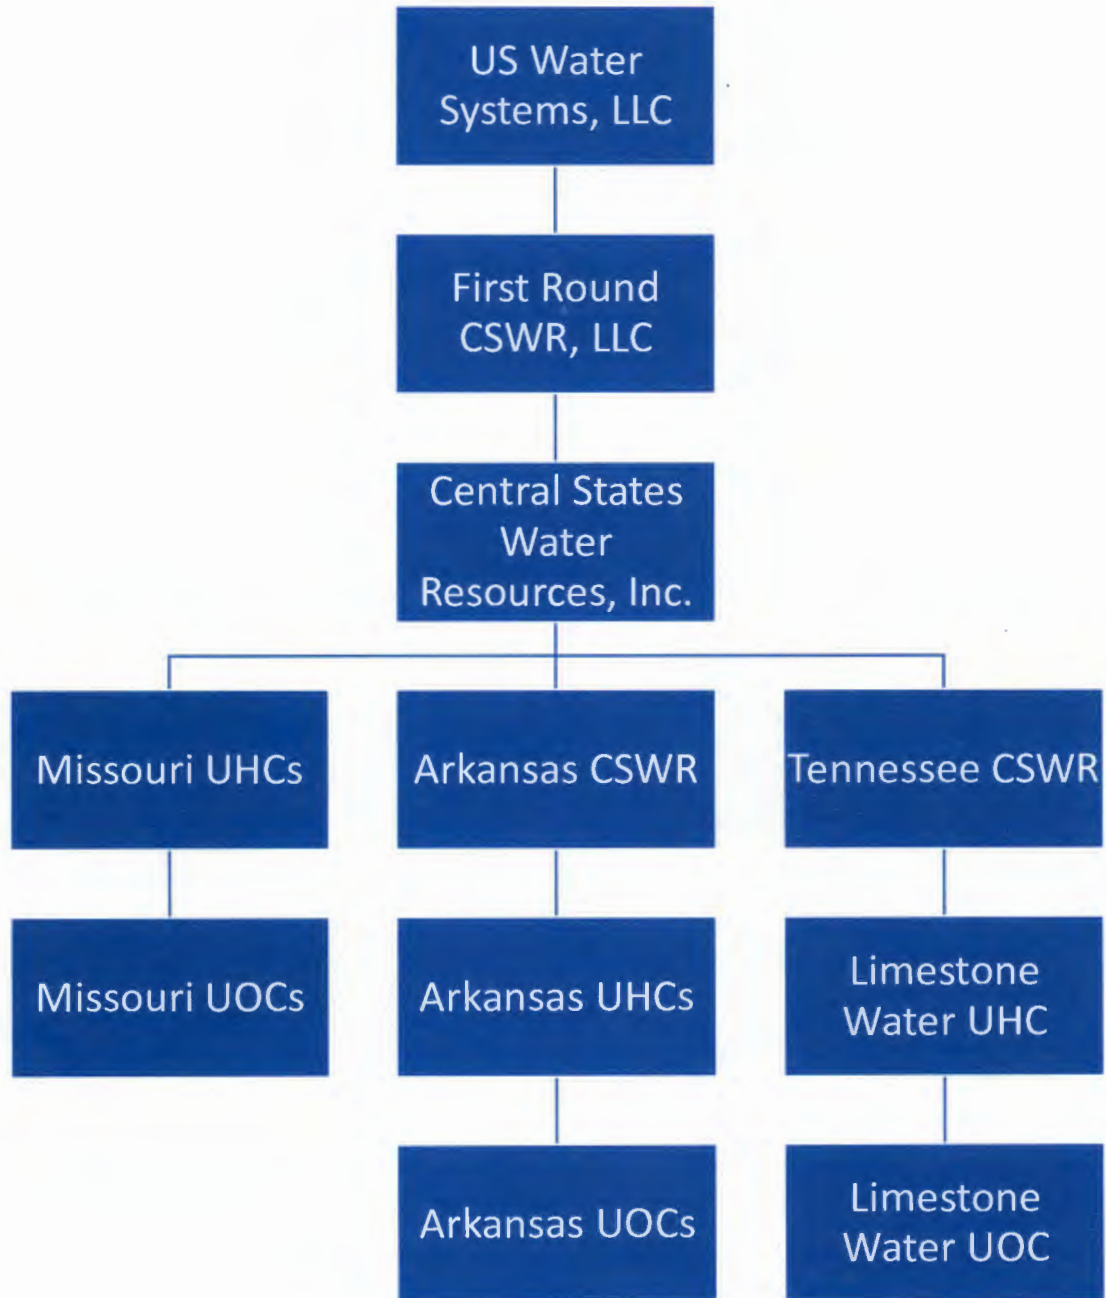 US Water
Systems, LLC
First Round
CSWR, LLC
Central States
Water
Resources, Inc.
Missouri UHCs
Arkansas CSWR
Tennessee CSWR
Missouri UOCs
Arkansas UHCs
Limestone
Water UHC
Arkansas UOCs
Limestone
Water UOC